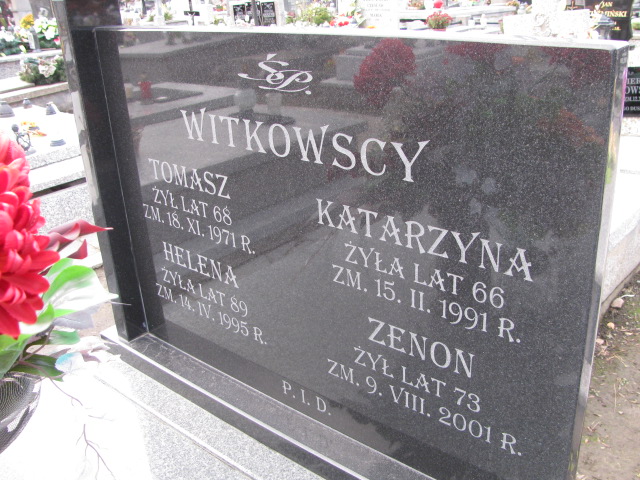 Ś.P.
WITKOWSCY
TOMASZ
ŻYŁ LAT 68
ZM. 18. XI. 1971 R.
HELENA
ŻYŁA LAT 89
ZM. 14. IV. 1995 R.
KATARZYNA
ŻYŁA LAT 66
ZM. 15. II. 1991 R.
ZENON
ŻYŁ LAT 73
ZM. 9. VIII. 2001 R.
P. I. D.
JAN